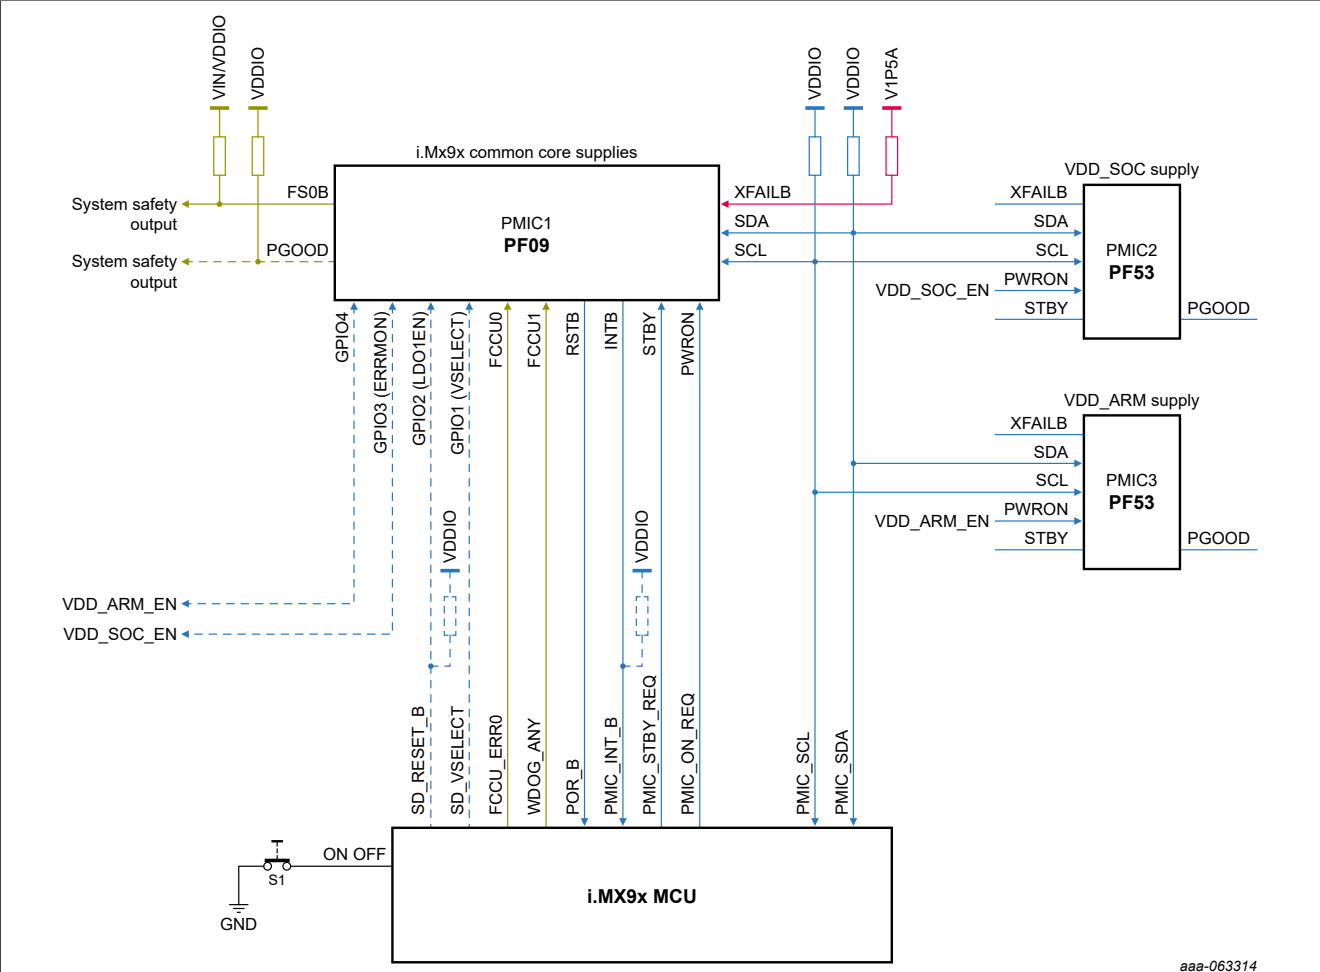 VIN/VDDIO
VDDIO
VDDIO
VDDIO
V1P5A
i.Mx9x common core supplies
VDD_SOC supply
System safety
output
FS0B
PMIC1
PF09
XFAILB
SDA
SCL
XFAILB
SDA
SCL
PWRON
STBY
PMIC2
PF53
PGOOD
VDD_SOC_EN
System safety
output
PGOOD
GPIO4
GPIO3 (ERRMON)
GPIO2 (LDO1EN)
GPIO1 (VSELECT)
FCCU0
FCCU1
RSTB
INTB
STBY
PWRON
VDD_ARM supply
XFAILB
SDA
SCL
PWRON
STBY
PMIC3
PF53
PGOOD
VDD_ARM_EN
VDDIO
VDDIO
VDD_ARM_EN
VDD_SOC_EN
SD_RESET_B
SD_VSELECT
FCCU_ERR0
WDOG_ANY
POR_B
PMIC_INT_B
PMIC_STBY_REQ
PMIC_ON_REQ
PMIC_SCL
PMIC_SDA
ON OFF
S1
GND
i.MX9x MCU
aaa-063314